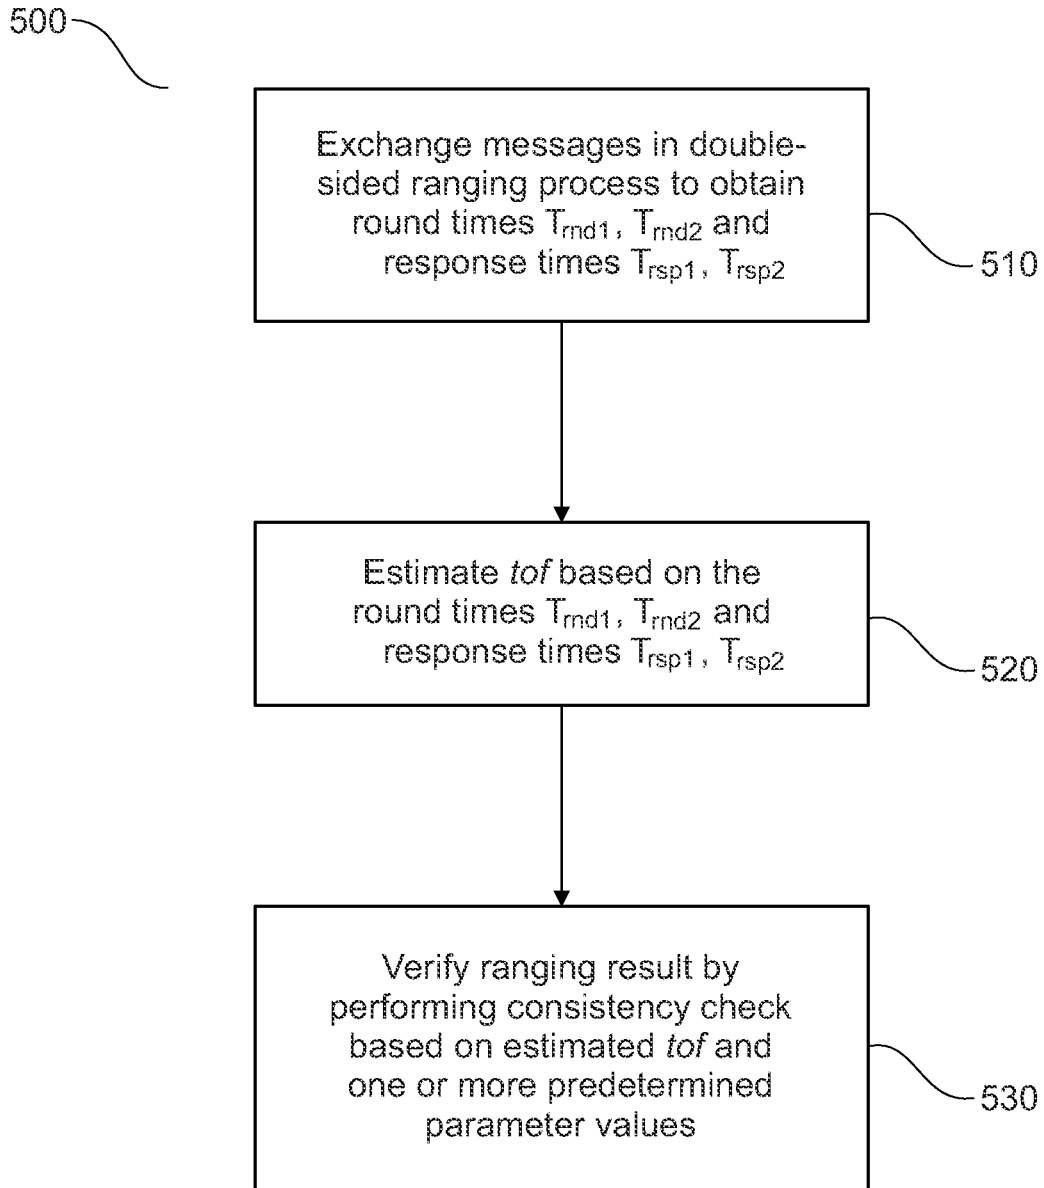 500
Exchange messages in double-
sided ranging process to obtain
round times Trnd1, Trnd2 and
response times Trsp1, Trsp2
510
Estimate tof based on the
round times Trnd1, Trnd2 and
response times Trsp1, Trsp2
520
Verify ranging result by
performing consistency check
based on estimated tof and
one or more predetermined
parameter values
530